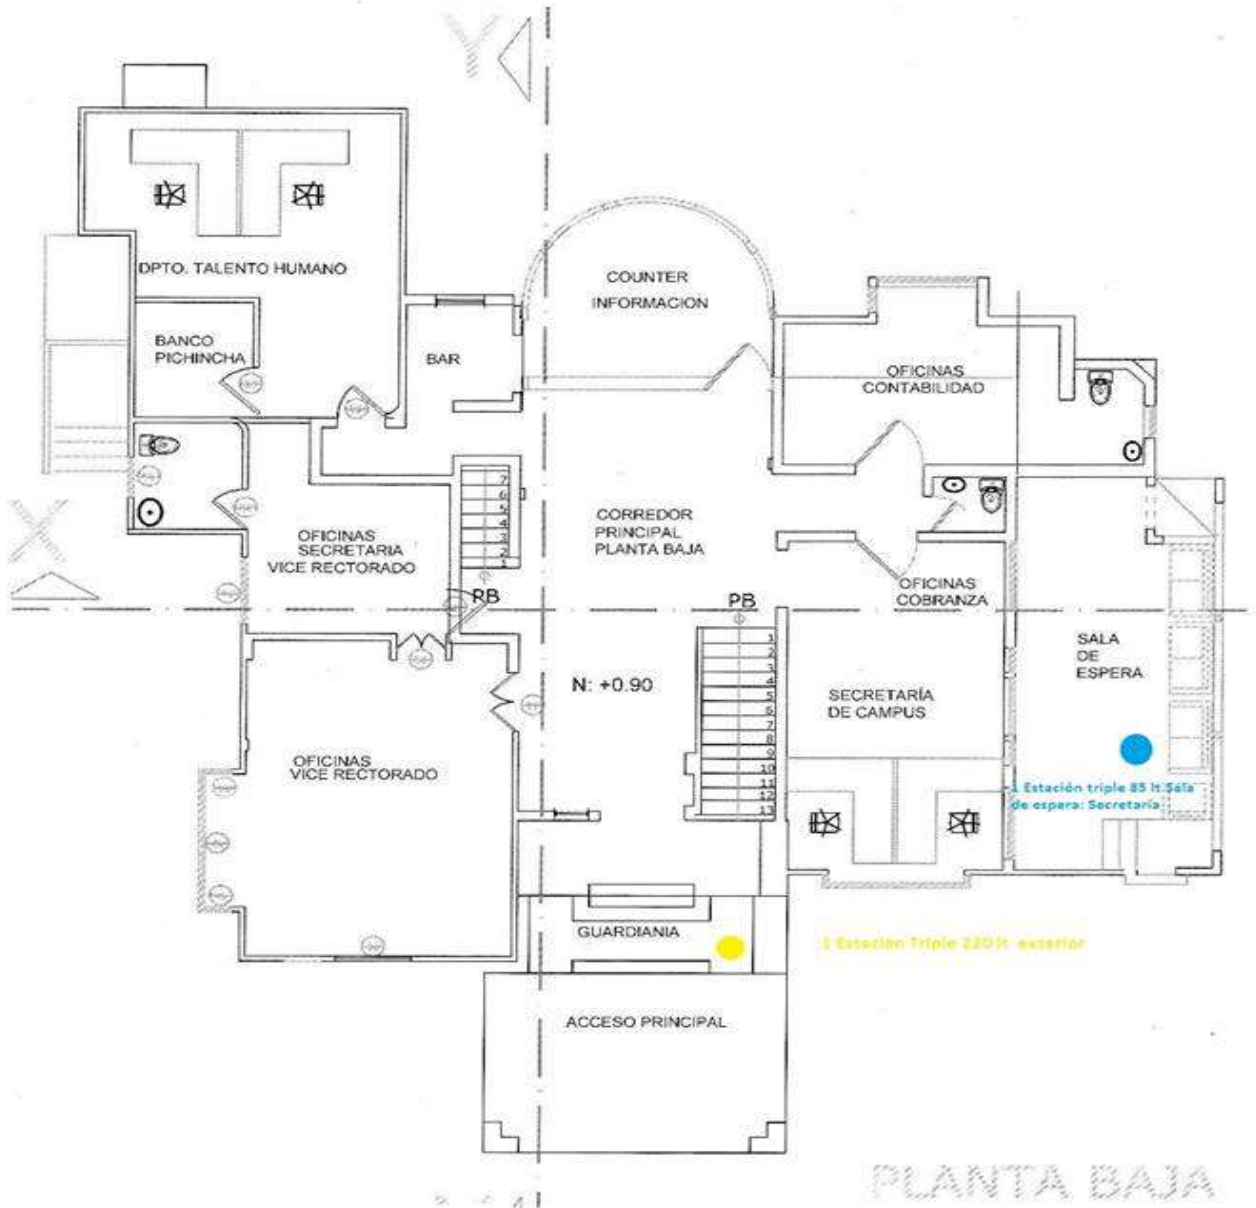 Y
DPTO. TALENTO HUMANO
COUNTER
INFORMACION
BANCO
PICHINCHA
BAR
OFICINAS
CONTABILIDAD
7
6
5
4
3
2
1
X
OFICINAS
SECRETARIA
VICE RECTORADO
CORREDOR
PRINCIPAL
PLANTA BAJA
OFICINAS
COBRANZA
PB
PB
1
2
3
4
5
6
7
8
9
10
11
12
13
SALA
DE
ESPERA
N: +0.90
SECRETARÍA
DE CAMPUS
OFICINAS
VICE RECTORADO
1 Estación triple 85 lt Sala
de espera: Secretaría
GUARDIANIA
1 Estación Triple 220 lt exterior
ACCESO PRINCIPAL
PLANTA BAJA